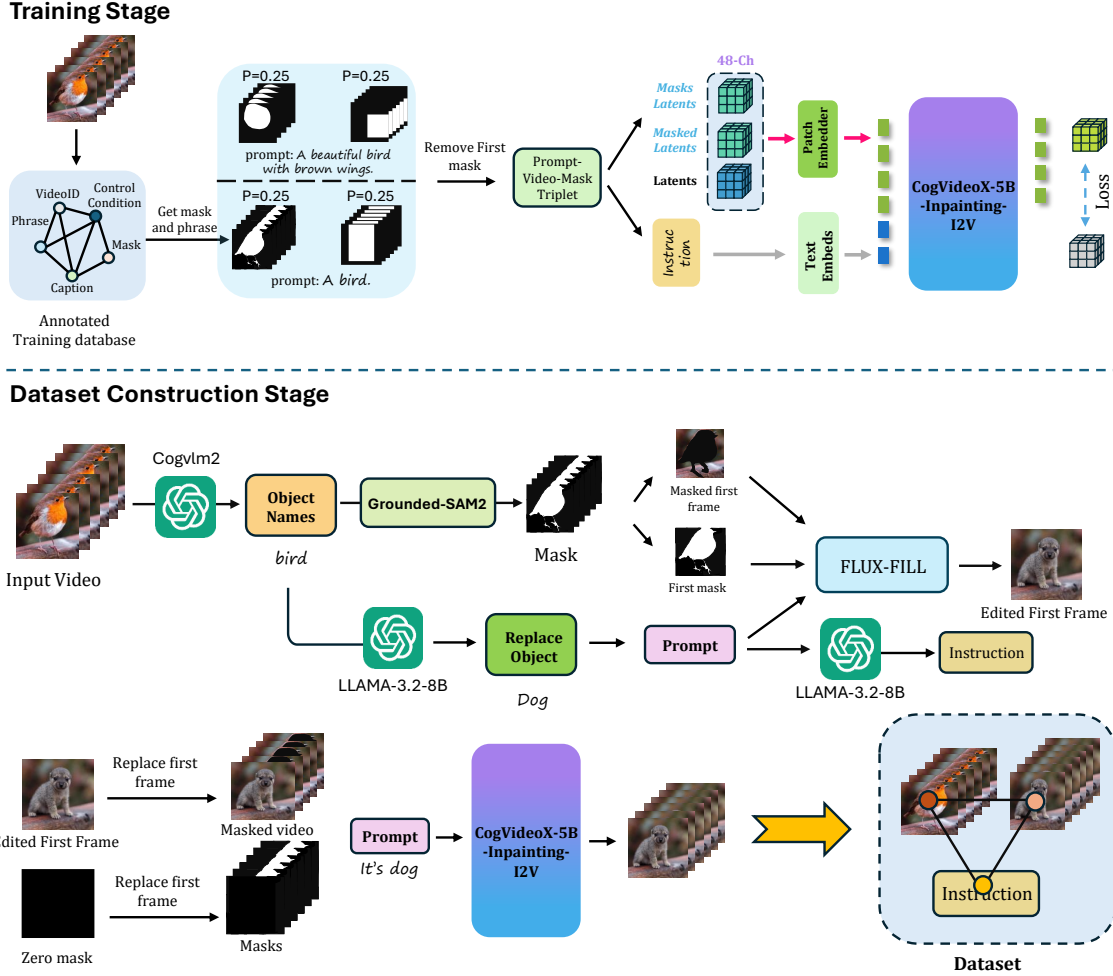 Training Stage
P=0.25
P=0.25
prompt: A beautiful bird
with brown wings.
P=0.25
P=0.25
prompt: A bird.
VideoID
Control
Condition
Phrase
Mask
Caption
Annotated
Training database
Get mask
and phrase
Remove First
mask
Prompt-
Video-Mask
Triplet
48-Ch
Masks
Latents
Masked
Latents
Latents
Instruc
tion
Patch
Embedder
Text
Embeds
CogVideoX-5B
-Inpainting-
I2V
Loss
Dataset Construction Stage
Cogvlm2
Input Video
Object
Names
bird
Grounded-SAM2
Mask
Masked first
frame
First mask
FLUX-FILL
Edited First Frame
LLAMA-3.2-8B
Replace
Object
Dog
Prompt
LLAMA-3.2-8B
Instruction
Replace first
frame
Edited First Frame
Masked video
Replace first
frame
Zero mask
Masks
Prompt
It's dog
CogVideoX-5B
-Inpainting-
I2V
Instruction
Dataset